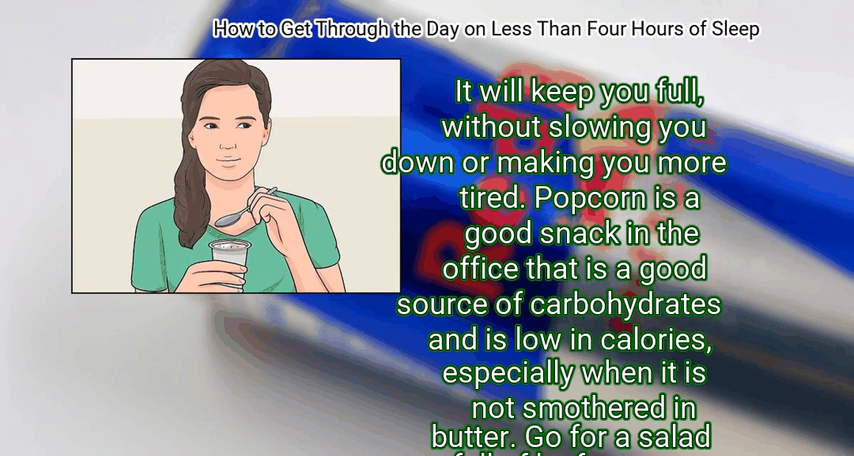 How to Get Through the Day on Less Than Four Hours of Sleep
It will keep you full,
without slowing you
down or making you more
tired. Popcorn is a
good snack in the
office that is a good
source of carbohydrates
and is low in calories,
especially when it is
not smothered in
butter. Go for a salad